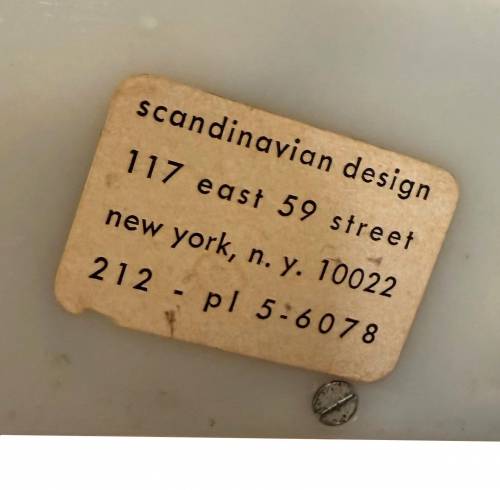 scandinavian design
117 east 59 street
new york, n. y. 10022
212 - pl 5-6078